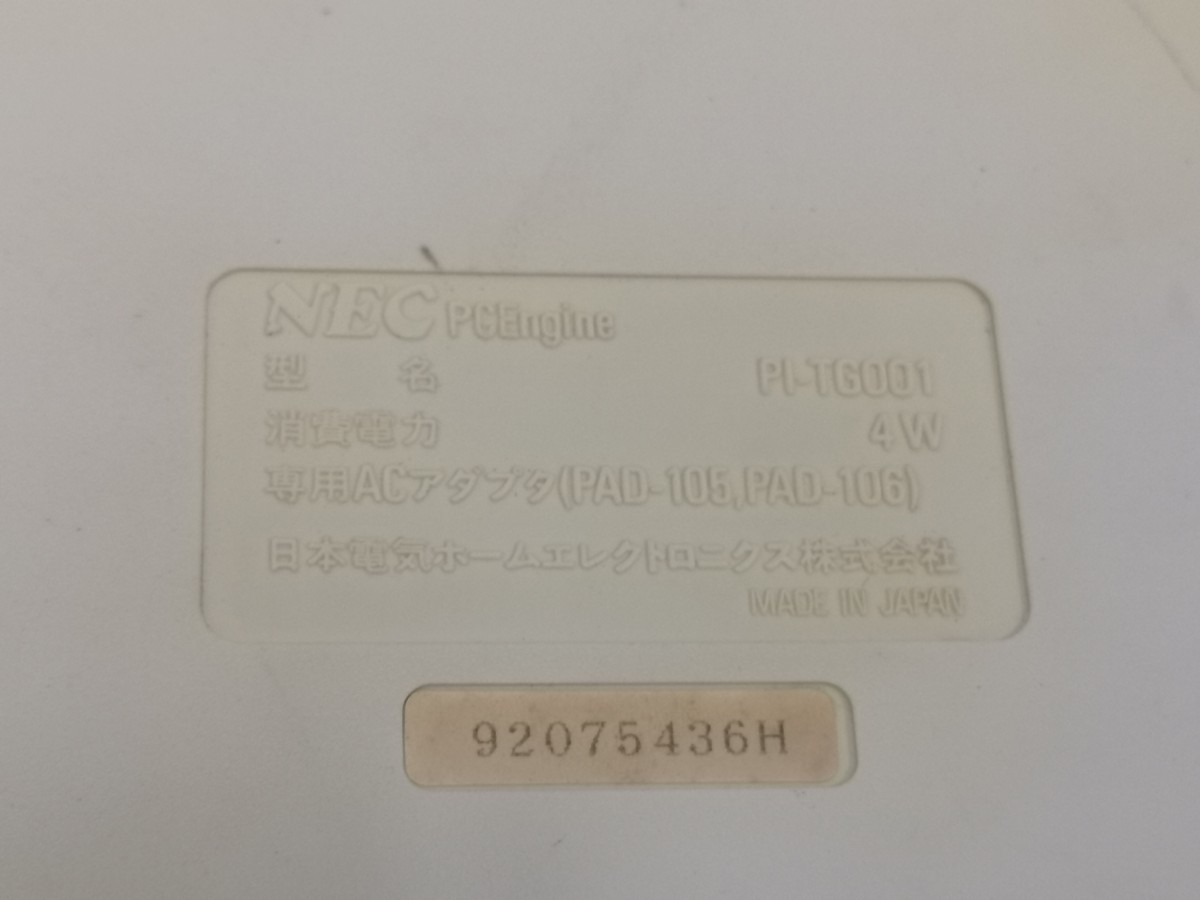 NEC PCEngine
型名 PI-TG001
消費電力 4W
専用ACアダプタ(PAD-105,PAD-106)
日本電気ホームエレクトロニクス株式会社
MADE IN JAPAN
92075436H